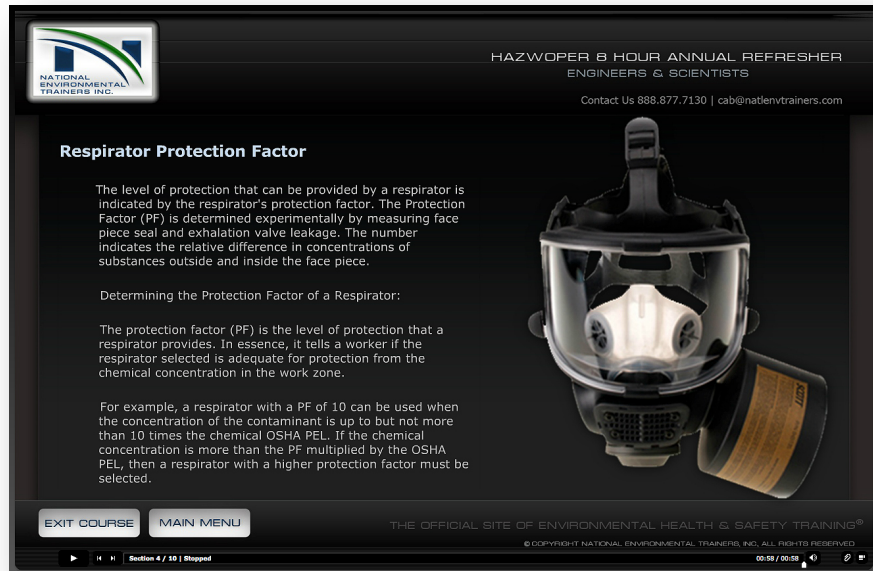 NATIONAL
ENVIRONMENTAL
TRAINERS INC.
HAZWOPER 8 HOUR ANNUAL REFRESHER
ENGINEERS & SCIENTISTS
Contact Us 888.877.7130 | cab@natlenvtrainers.com
Respirator Protection Factor
The level of protection that can be provided by a respirator is
indicated by the respirator's protection factor. The Protection
Factor (PF) is determined experimentally by measuring face
piece seal and exhalation valve leakage. The number
indicates the relative difference in concentrations of
substances outside and inside the face piece.
Determining the Protection Factor of a Respirator:
The protection factor (PF) is the level of protection that a
respirator provides. In essence, it tells a worker if the
respirator selected is adequate for protection from the
chemical concentration in the work zone.
For example, a respirator with a PF of 10 can be used when
the concentration of the contaminant is up to but not more
than 10 times the chemical OSHA PEL. If the chemical
concentration is more than the PF multiplied by the OSHA
PEL, then a respirator with a higher protection factor must be
selected.
SCOTT
EXIT COURSE
MAIN MENU
THE OFFICIAL SITE OF ENVIRONMENTAL HEALTH & SAFETY TRAINING®
© COPYRIGHT NATIONAL ENVIRONMENTAL TRAINERS, INC, ALL RIGHTS RESERVED
Section 4 / 10 | Stopped
00:58 / 00:58